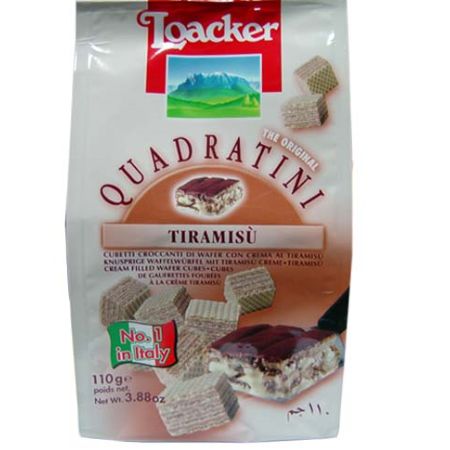 Loacker
THE ORIGINAL
QUADRATINI
TIRAMISÙ
CUBETTI CROCCANTI DI WAFER CON CREMA AL TIRAMISÙ
KNUSPRIGE WAFFELWÜRFEL MIT TIRAMISÙ CREME • TIRAMISÙ
CREAM FILLED WAFER CUBES • CUBES
DE GAUFRETTES FOURRÉES
À LA CRÈME TIRAMISÙ
No. 1
in Italy
110g e
poids net,
Net Wt. 3.88oz
١١٠ جم